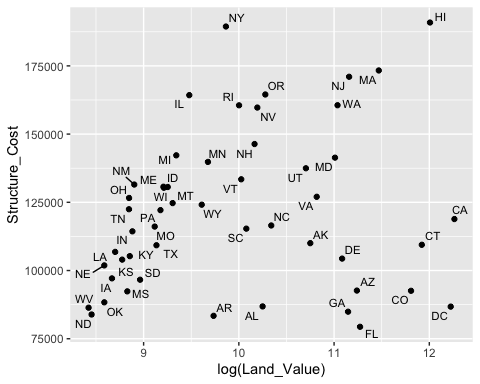 NY
HI
MA
NJ
OR
IL
RI
WA
NV
175000
150000
125000
100000
75000
Structure_Cost
NH
MN
MI
MD
UT
VT
NM
ME
ID
OH
WI
MT
WY
VA
CA
TN
PA
NC
MO
SC
AK
CT
IN
TX
KY
DE
LA
NE
KS
SD
AZ
CO
IA
MS
WV
OK
AR
AL
GA
DC
ND
FL
9
10
11
12
log(Land_Value)